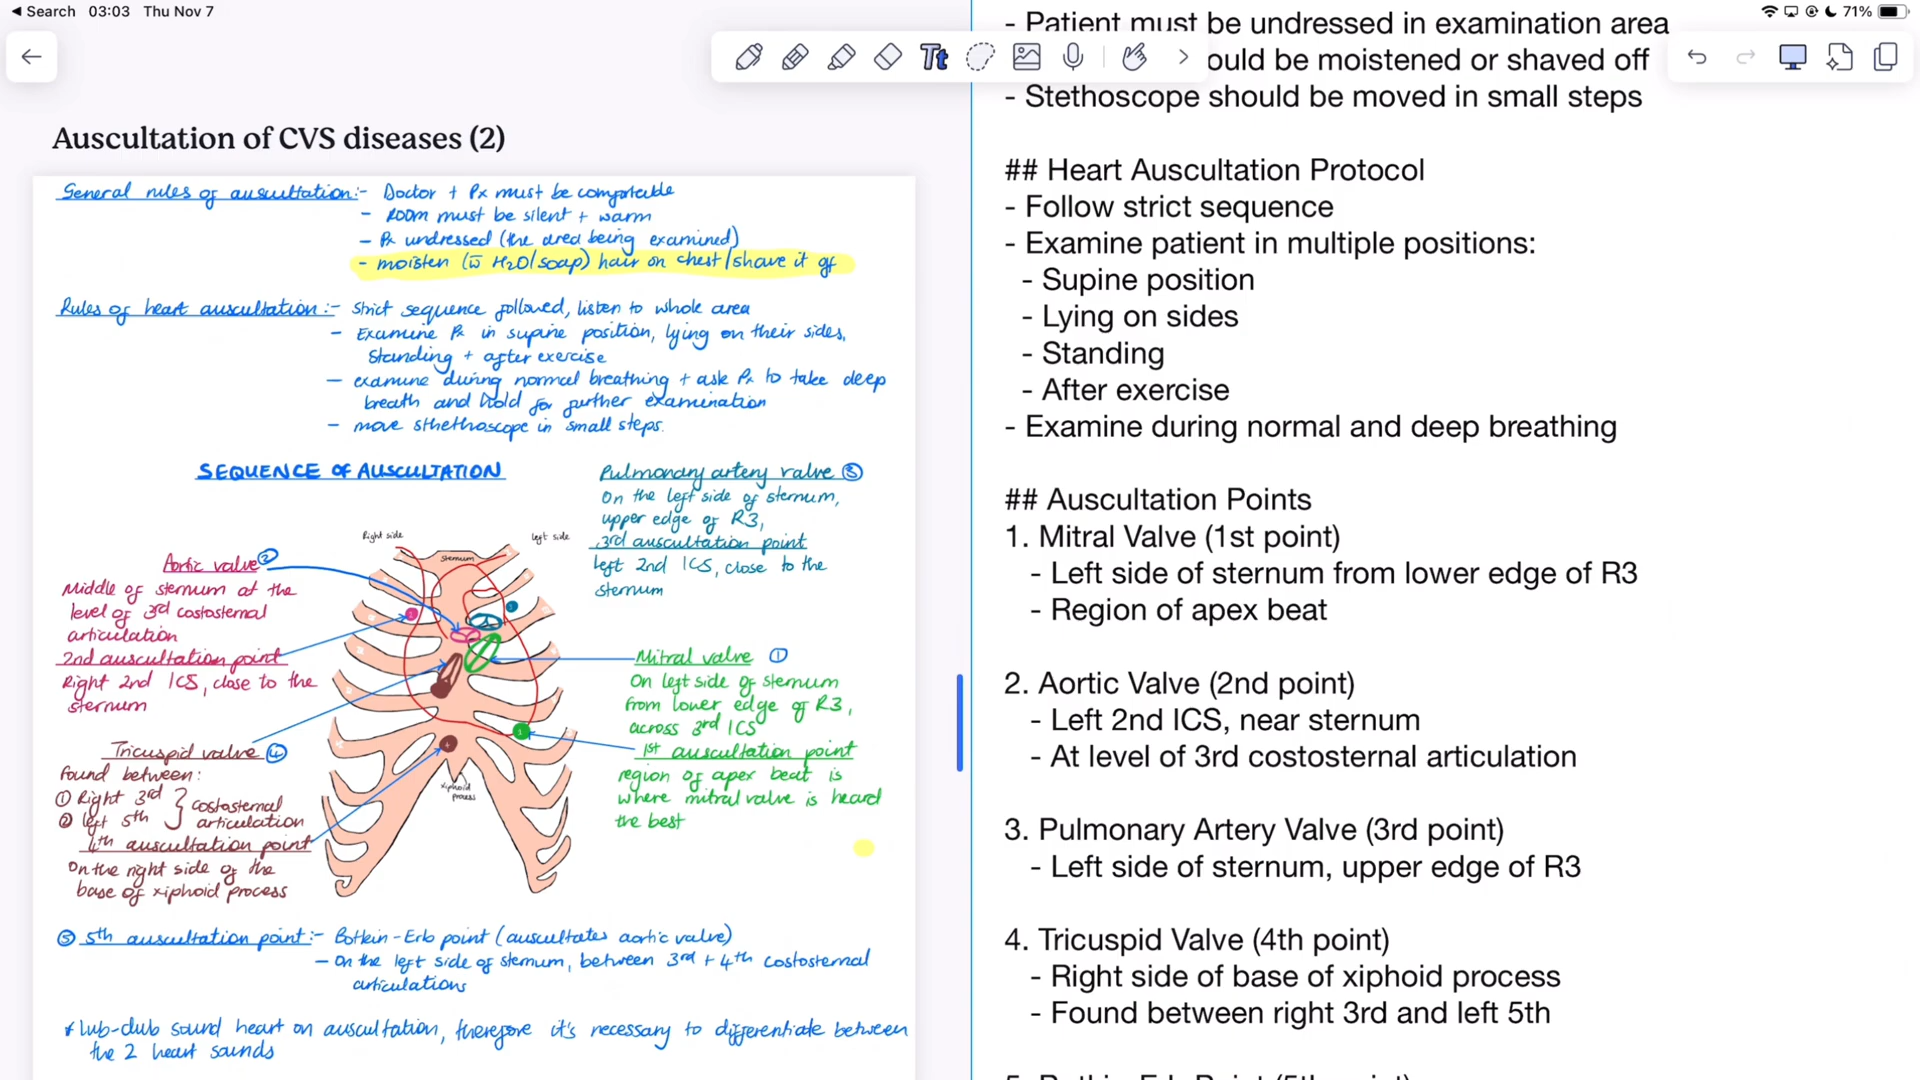 Search 03:03 Thu Nov 7
71%
Auscultation of CVS diseases (2)
General rules of auscultation:- Doctor + Px must be comfortable
- Room must be silent + warm
- Px undressed (the area being examined)
- moisten (w̄ H2O/soap) hair on chest/shave it off
Rules of heart auscultation:- Strict sequence followed, listen to whole area
- Examine Px in supine position, lying on their sides,
standing + after exercise
- examine during normal breathing + ask Px to take deep
breath and hold for further examination
- move sthethoscope in small steps.
SEQUENCE OF AUSCULTATION
Pulmonary artery valve ③
On the left side of sternum,
upper edge of R3,
3rd auscultation point
left 2nd ICS, close to the
sternum
Right side
left side
sternum
Aortic valve ②
Middle of sternum at the
level of 3rd costosternal
articulation
2nd auscultation point
Right 2nd ICS, close to the
sternum
Mitral valve ①
On left side of sternum
from lower edge of R3,
across 3rd ICS
1st auscultation point
region of apex beat is
where mitral valve is heard
the best
Tricuspid valve ④
Found between:
① Right 3rd } costosternal
② left 5th } articulation
4th auscultation point
On the right side of the
base of xiphoid process
xiphoid
process
⑤ 5th auscultation point:- Botkin-Erb point (auscultates aortic valve)
- On the left side of sternum, between 3rd + 4th costosternal
articulations
* lub-dub sound heart on auscultation, therefore it's necessary to differentiate between
the 2 heart sounds
- Patient must be undressed in examination area
ould be moistened or shaved off
- Stethoscope should be moved in small steps
## Heart Auscultation Protocol
- Follow strict sequence
- Examine patient in multiple positions:
- Supine position
- Lying on sides
- Standing
- After exercise
- Examine during normal and deep breathing
## Auscultation Points
1. Mitral Valve (1st point)
- Left side of sternum from lower edge of R3
- Region of apex beat
2. Aortic Valve (2nd point)
- Left 2nd ICS, near sternum
- At level of 3rd costosternal articulation
3. Pulmonary Artery Valve (3rd point)
- Left side of sternum, upper edge of R3
4. Tricuspid Valve (4th point)
- Right side of base of xiphoid process
- Found between right 3rd and left 5th